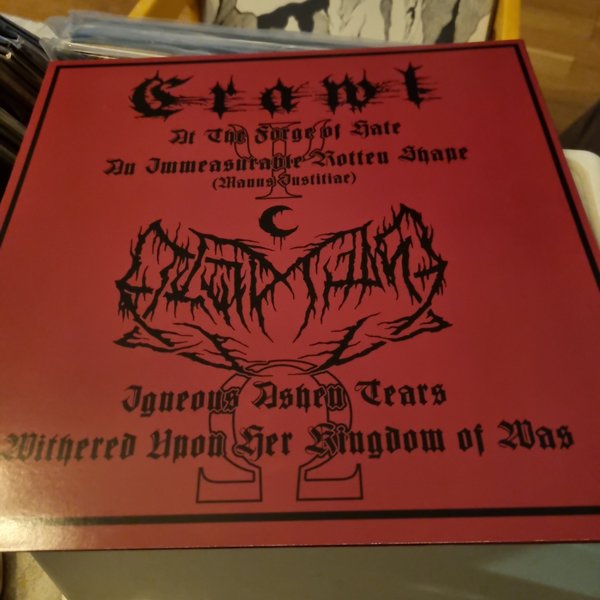 Crawl
At The Forge of Hate
An Immeasurable Rotten Shape
(Manus Iustitiae)
Leviathan
Igneous Ashen Tears
Withered Upon Her Kingdom of Was
Ω